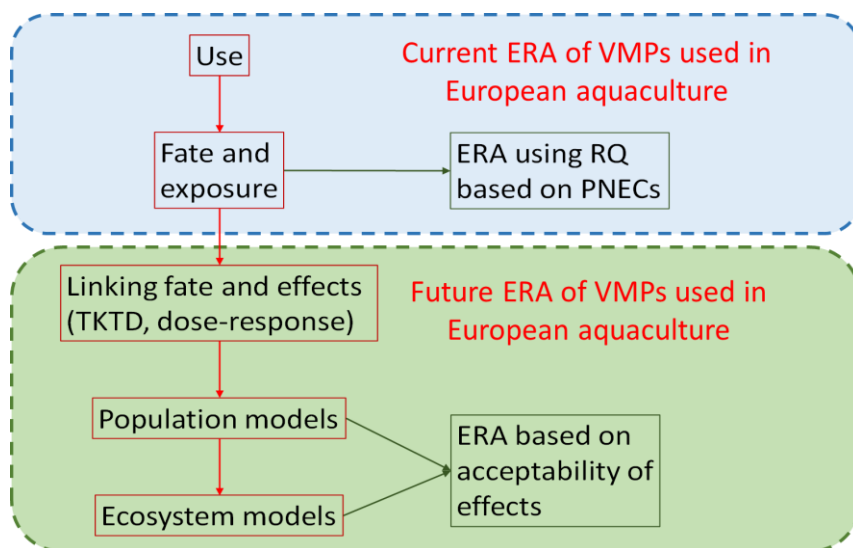 Use
Current ERA of VMPs used in
European aquaculture
Fate and
exposure
ERA using RQ
based on PNECs
Linking fate and effects
(TKTD, dose-response)
Future ERA of VMPs used in
European aquaculture
Population models
ERA based on
acceptability of
effects
Ecosystem models